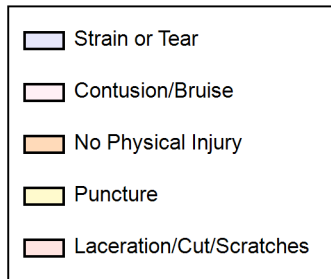 Strain or Tear
Contusion/Bruise
No Physical Injury
Puncture
Laceration/Cut/Scratches